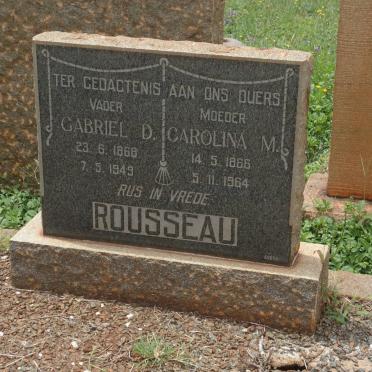 TER GEDAGTENIS AAN ONS OUERS
VADER MOEDER
GABRIEL D. CAROLINA M.
23. 6. 1868 14. 5. 1866
7. 5. 1949 5. 11. 1964
RUS IN VREDE
ROUSSEAU